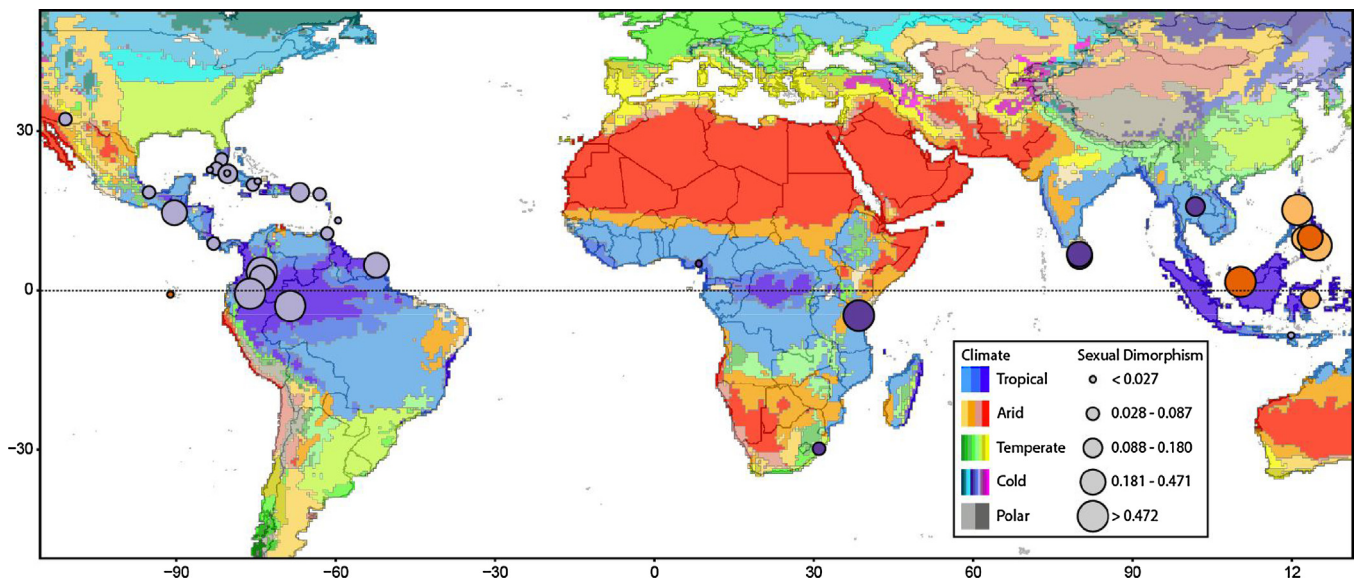 30
0
−30
Climate Sexual Dimorphism
Tropical < 0.027
Arid 0.028 - 0.087
Temperate 0.088 - 0.180
Cold 0.181 - 0.471
Polar > 0.472
−90 −60 −30 0 30 60 90 12